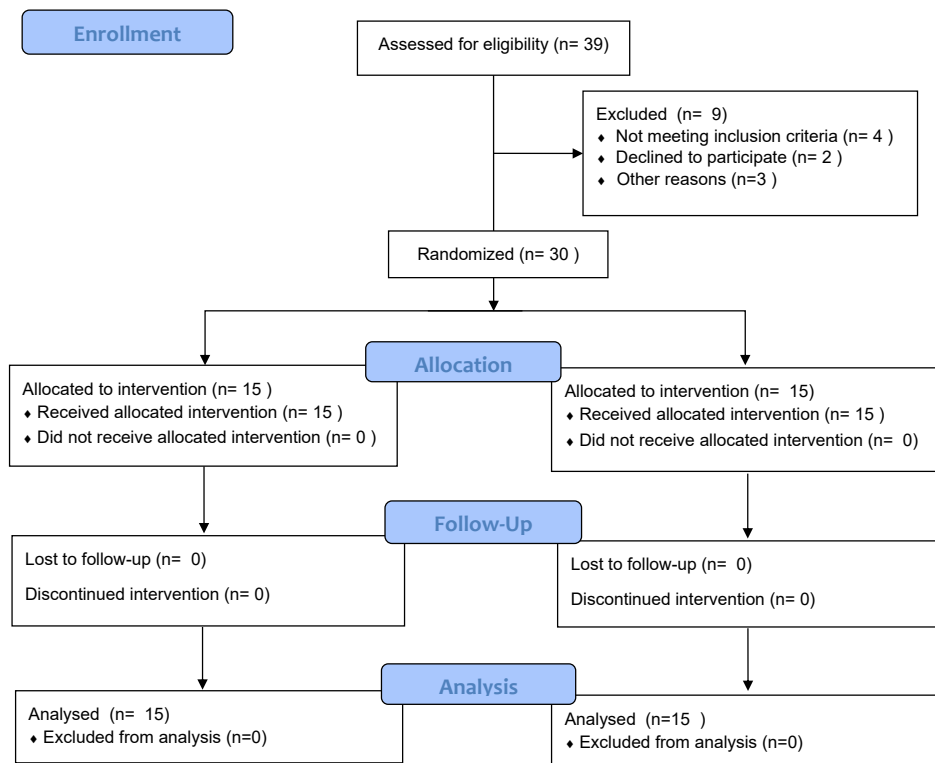 Enrollment
Assessed for eligibility (n= 39)
Excluded (n= 9)
♦ Not meeting inclusion criteria (n= 4 )
♦ Declined to participate (n= 2 )
♦ Other reasons (n=3 )
Randomized (n= 30 )
Allocation
Allocated to intervention (n= 15 )
♦ Received allocated intervention (n= 15 )
♦ Did not receive allocated intervention (n= 0 )
Allocated to intervention (n= 15)
♦ Received allocated intervention (n= 15 )
♦ Did not receive allocated intervention (n= 0)
Follow-Up
Lost to follow-up (n= 0)
Discontinued intervention (n= 0)
Lost to follow-up (n= 0)
Discontinued intervention (n= 0)
Analysis
Analysed (n= 15)
♦ Excluded from analysis (n=0)
Analysed (n=15 )
♦ Excluded from analysis (n=0)